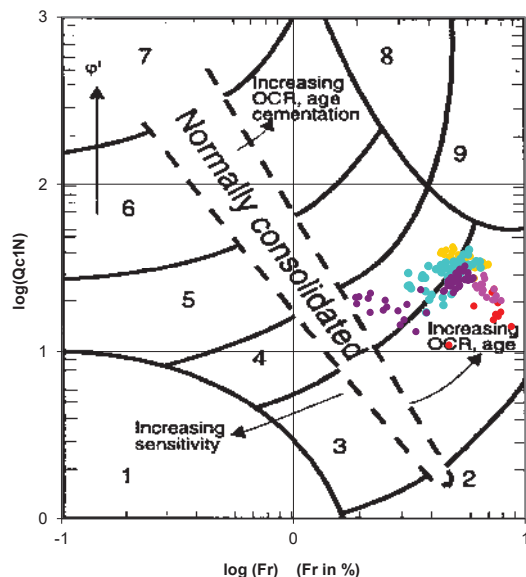 3
7
8
φ'
Increasing
OCR, age
cementation
Normally consolidated
9
2
6
log(Qc1N)
5
Increasing
OCR, age
1
4
Increasing
sensitivity
3
1
2
0
-1
0
1
log (Fr) (Fr in %)